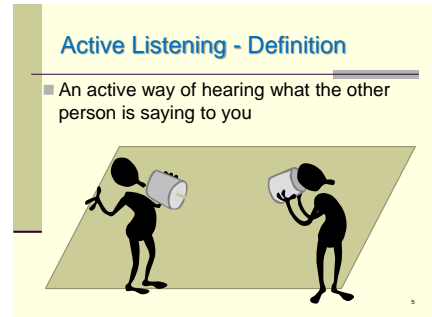 Active Listening - Definition
An active way of hearing what the other
person is saying to you
5